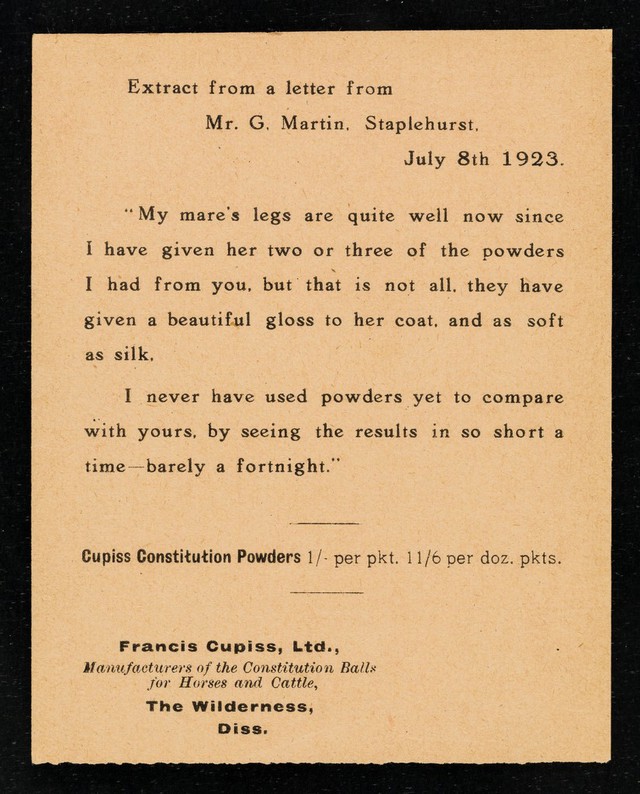 Extract from a letter from
Mr. G. Martin, Staplehurst,
July 8th 1923.
"My mare's legs are quite well now since
I have given her two or three of the powders
I had from you, but that is not all, they have
given a beautiful gloss to her coat, and as soft
as silk,
I never have used powders yet to compare
with yours, by seeing the results in so short a
time—barely a fortnight."
Cupiss Constitution Powders 1/- per pkt. 11/6 per doz. pkts.
Francis Cupiss, Ltd.,
Manufacturers of the Constitution Balls
for Horses and Cattle,
The Wilderness,
Diss.